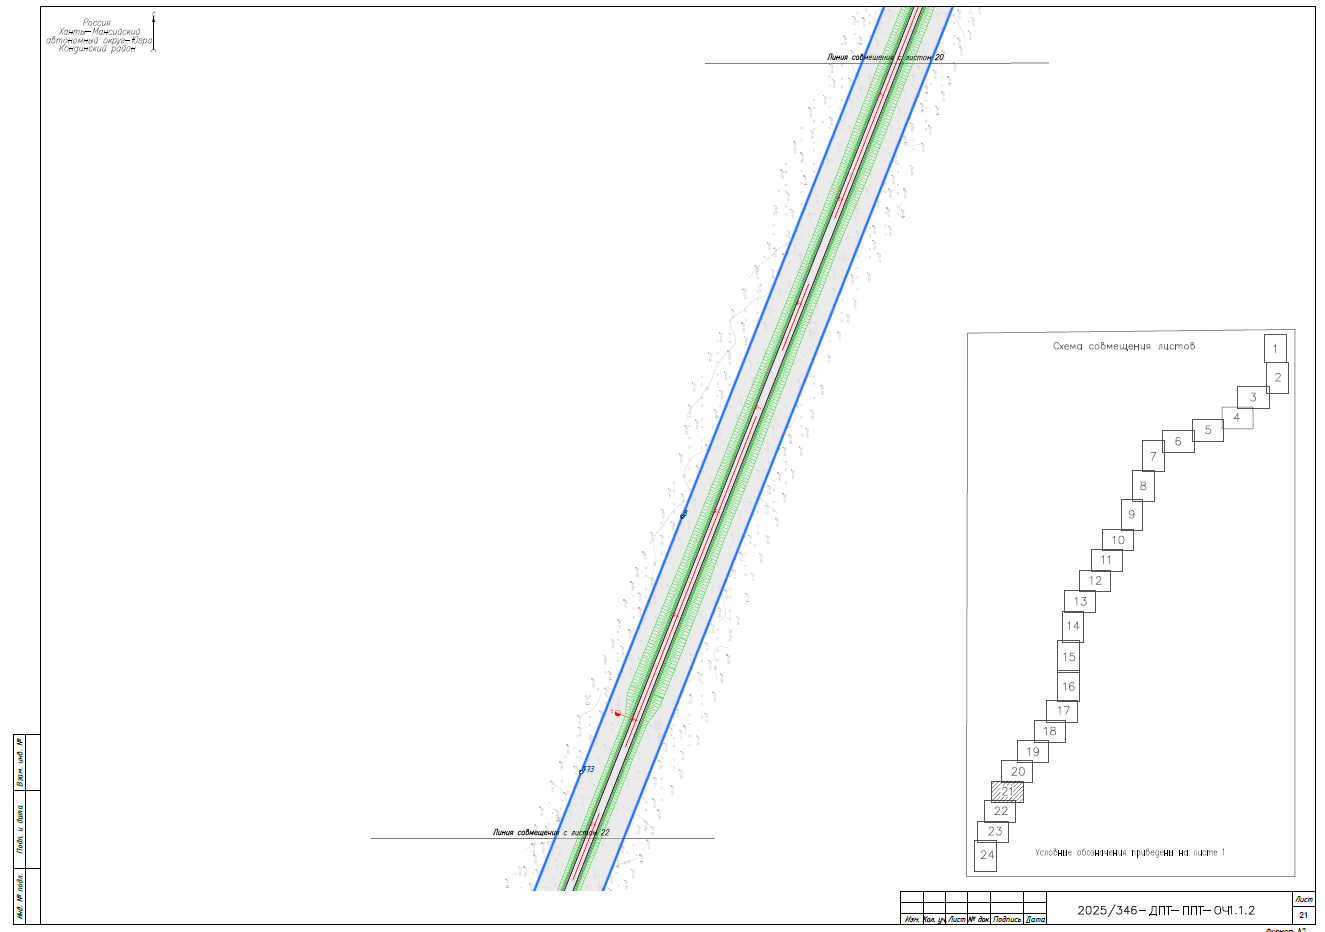 Россия
Ханты-Мансийский
автономный округ-Югра
Кондинский район
Линия совмещения с листом 20
Схема совмещения листов
1
2
3
4
5
6
7
8
9
10
11
12
13
14
15
16
17
18
19
20
21
22
23
24
Условные обозначения приведены на листе 1
Линия совмещения с листом 22
Взам. инв. №
Подп. и дата
Инв. № подл.
Изм. Кол. уч Лист № док. Подпись Дата
2025/346-ДПТ-ППТ-ОЧ1.1.2
Лист
21
Формат А2